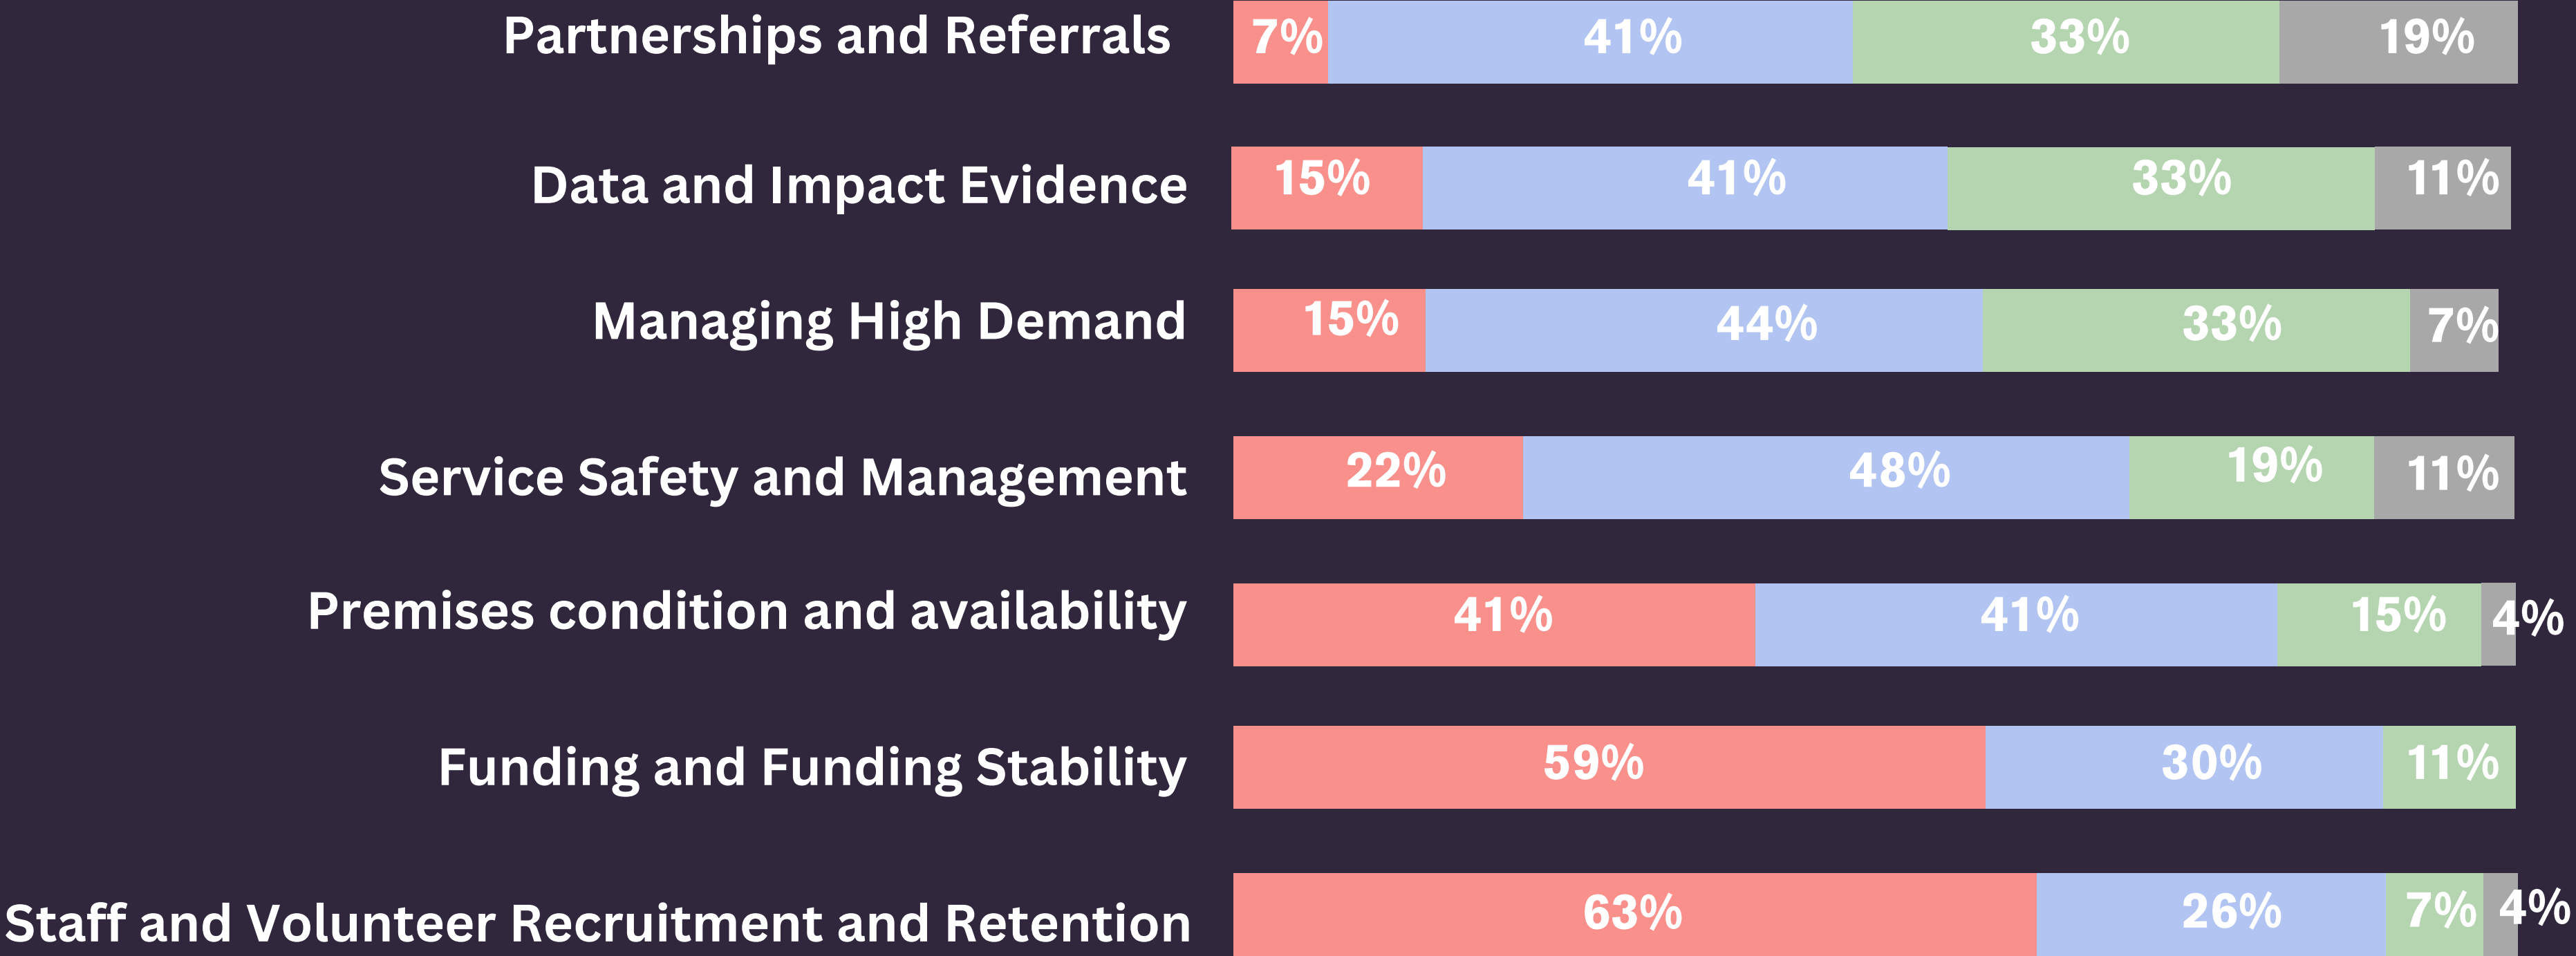 Partnerships and Referrals 7% 41% 33% 19%
Data and Impact Evidence 15% 41% 33% 11%
Managing High Demand 15% 44% 33% 7%
Service Safety and Management 22% 48% 19% 11%
Premises condition and availability 41% 41% 15% 4%
Funding and Funding Stability 59% 30% 11%
Staff and Volunteer Recruitment and Retention 63% 26% 7% 4%